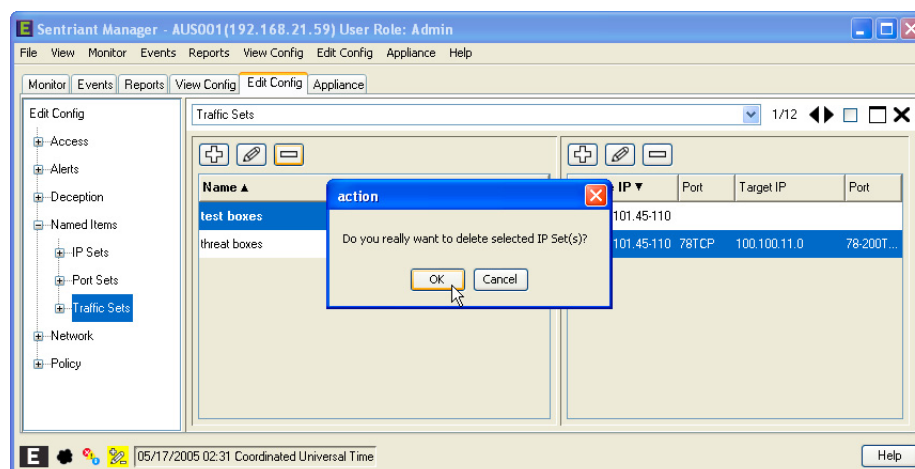 E Sentriant Manager - AUS001(192.168.21.59) User Role: Admin
File View Monitor Events Reports View Config Edit Config Appliance Help
Monitor Events Reports View Config Edit Config Appliance
Edit Config
Access
Alerts
Deception
Named Items
IP Sets
Port Sets
Traffic Sets
Network
Policy
Traffic Sets 1/12
Name
test boxes
threat boxes
IP Port Target IP Port
101.45-110
101.45-110 78TCP 100.100.11.0 78-200T...
action
Do you really want to delete selected IP Set(s)?
OK Cancel
E 05/17/2005 02:31 Coordinated Universal Time Help